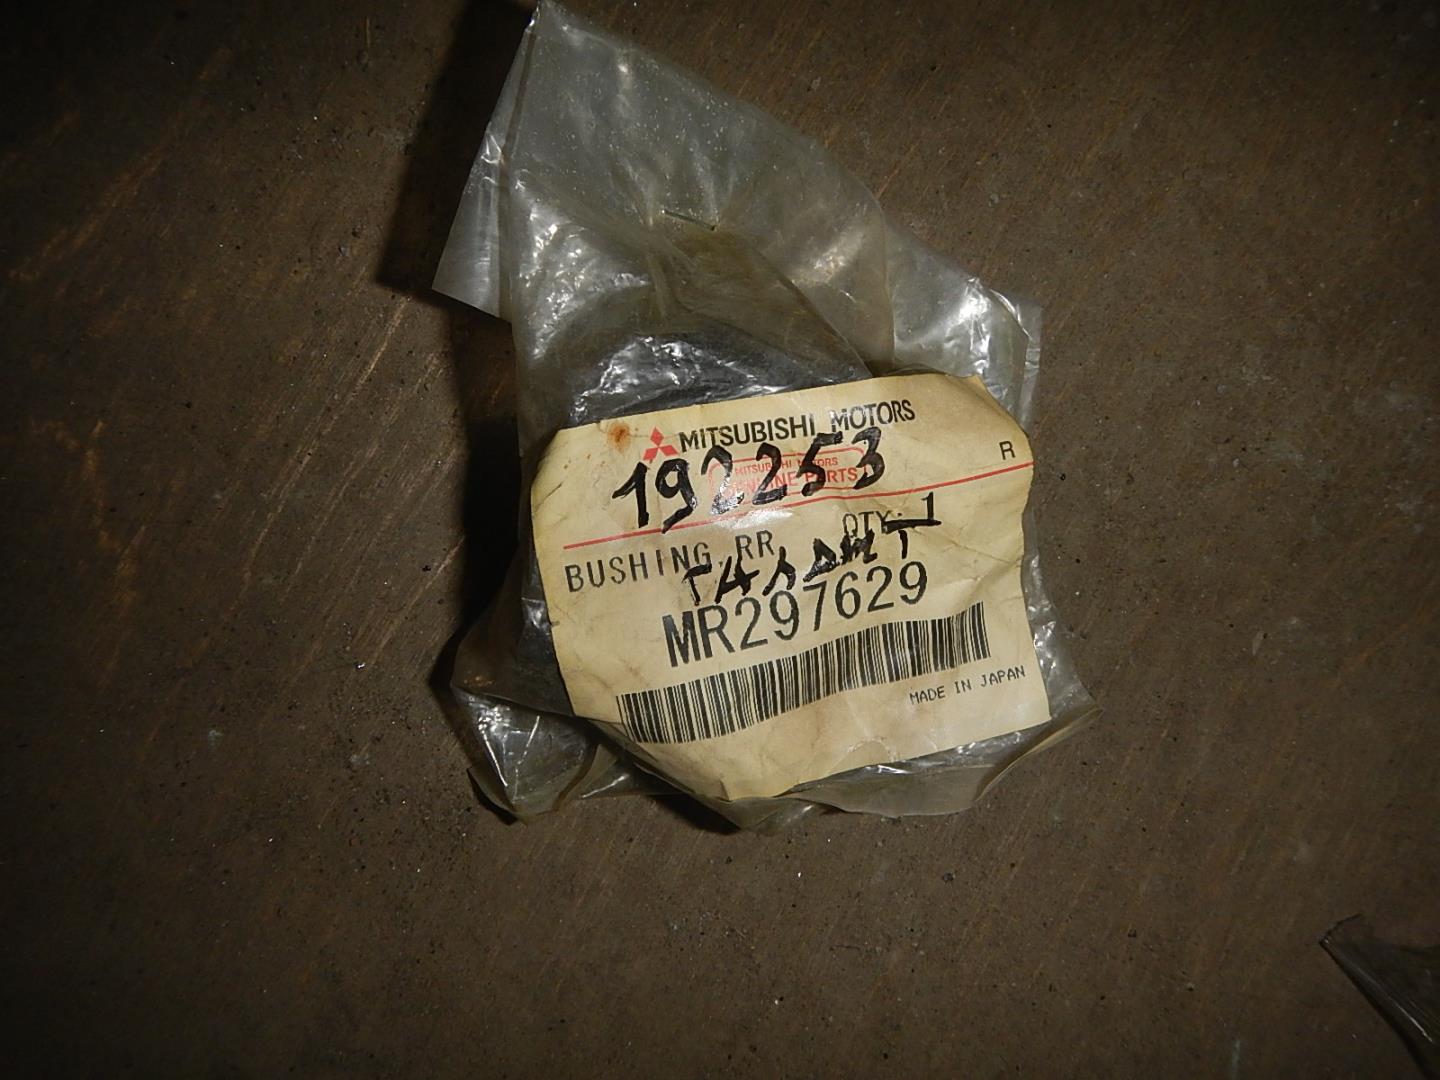 MITSUBISHI MOTORS
192253
MITSUBISHI MOTORS
GENUINE PARTS
R
BUSHING, RR QTY: 1
MR297629
MADE IN JAPAN